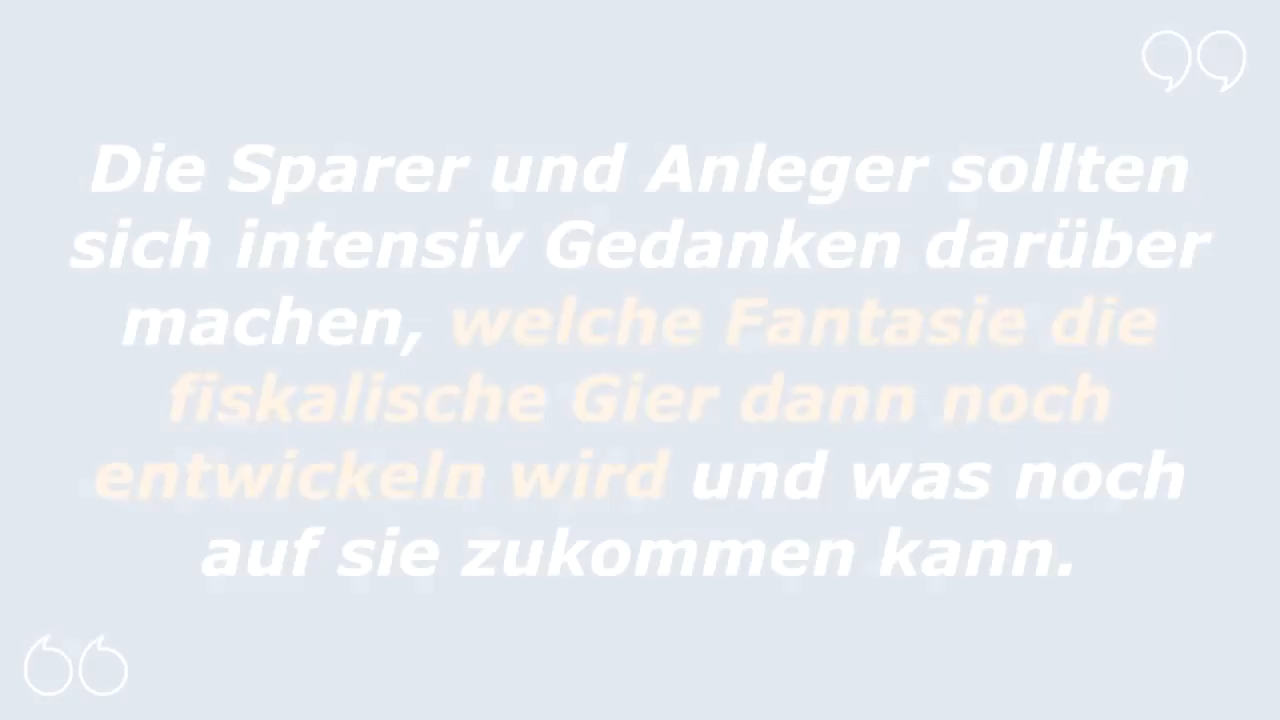 Die Sparer und Anleger sollten
sich intensiv Gedanken darüber
machen, welche Fantasie die
fiskalische Gier dann noch
entwickeln wird und was noch
auf sie zukommen kann.